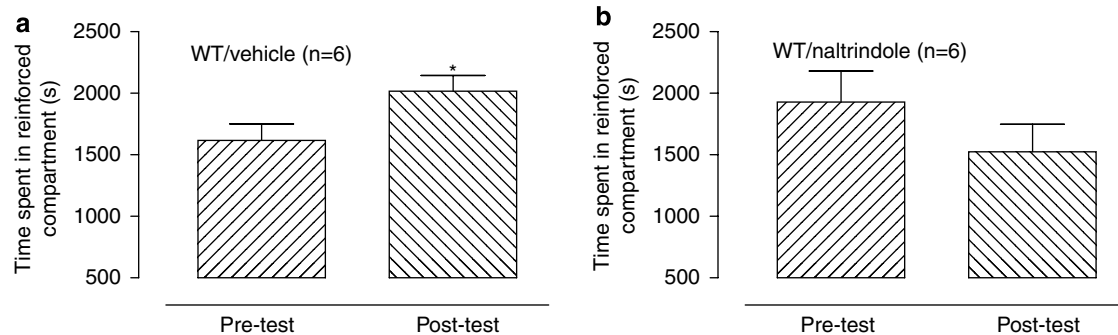 a
Time spent in reinforced
compartment (s)
2500
2000
1500
1000
500
WT/vehicle (n=6)
*
Pre-test
Post-test
b
Time spent in reinforced
compartment (s)
2500
2000
1500
1000
500
WT/naltrindole (n=6)
Pre-test
Post-test